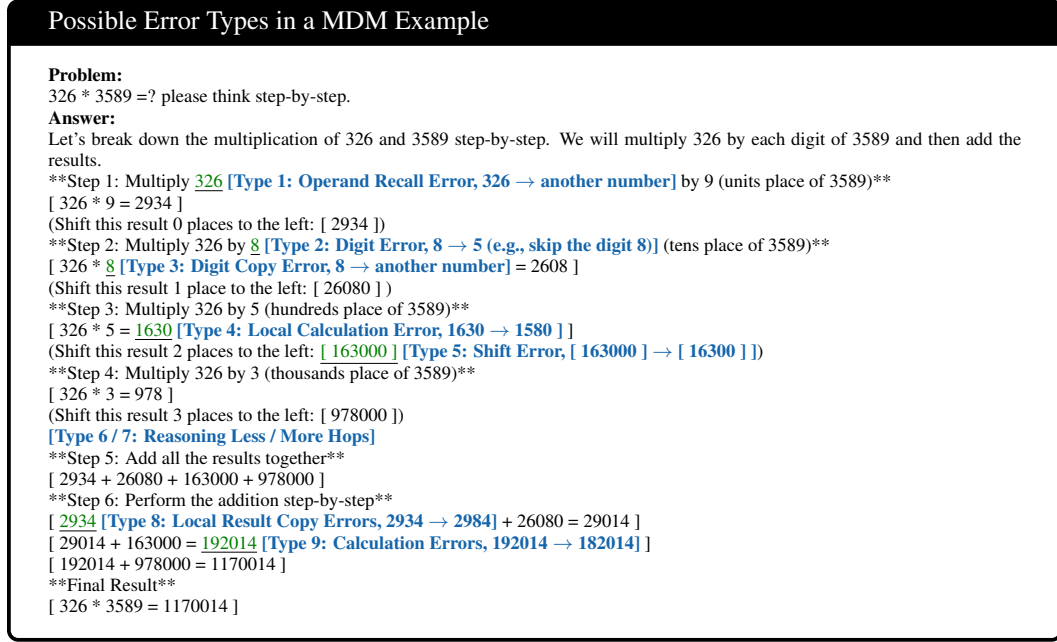 Possible Error Types in a MDM Example
Problem:
326 * 3589 =? please think step-by-step.
Answer:
Let's break down the multiplication of 326 and 3589 step-by-step. We will multiply 326 by each digit of 3589 and then add the
results.
**Step 1: Multiply 326 [Type 1: Operand Recall Error, 326 → another number] by 9 (units place of 3589)**
[ 326 * 9 = 2934 ]
(Shift this result 0 places to the left: [ 2934 ])
**Step 2: Multiply 326 by 8 [Type 2: Digit Error, 8 → 5 (e.g., skip the digit 8)] (tens place of 3589)**
[ 326 * 8 [Type 3: Digit Copy Error, 8 → another number] = 2608 ]
(Shift this result 1 place to the left: [ 26080 ] )
**Step 3: Multiply 326 by 5 (hundreds place of 3589)**
[ 326 * 5 = 1630 [Type 4: Local Calculation Error, 1630 → 1580 ] ]
(Shift this result 2 places to the left: [ 163000 ] [Type 5: Shift Error, [ 163000 ] → [ 16300 ] ])
**Step 4: Multiply 326 by 3 (thousands place of 3589)**
[ 326 * 3 = 978 ]
(Shift this result 3 places to the left: [ 978000 ])
[Type 6 / 7: Reasoning Less / More Hops]
**Step 5: Add all the results together**
[ 2934 + 26080 + 163000 + 978000 ]
**Step 6: Perform the addition step-by-step**
[ 2934 [Type 8: Local Result Copy Errors, 2934 → 2984] + 26080 = 29014 ]
[ 29014 + 163000 = 192014 [Type 9: Calculation Errors, 192014 → 182014] ]
[ 192014 + 978000 = 1170014 ]
**Final Result**
[ 326 * 3589 = 1170014 ]